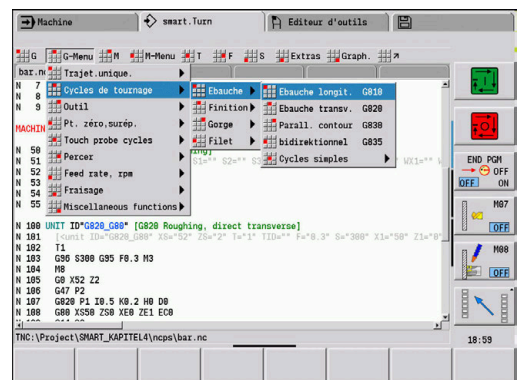 Machine
smart.Turn
Editeur d'outils
G G-Menu M M-Menu T F S Extras Graph.
bar.n
Trajet.unique.
Cycles de tournage
Outil
Pt. zéro,surép.
Touch probe cycles
Percer
Feed rate, rpm
Fraisage
Miscellaneous functions
Ebauche
Finition
Gorge
Filet
Ebauche longit. G810
Ebauche transv. G820
Parall. contour G830
bidirektionnel G835
Cycles simples
N 7
N 8
N 9
MACHIN
N 50
N 51 S1="" S2="" WX1=""
N 52
N 53
N 54
N 55
N 100 UNIT ID"G820_G80" [G820 Roughing, direct transverse]
N 101 [<unit ID="G820_G80" XS="52" ZS="2" T="1" TID="" F="0.3" S="300" X1="50" Z1="0"
N 102 T1
N 103 G96 S300 G95 F0.3 M3
N 104 M8
N 105 G0 X52 Z2
N 106 G47 P2
N 107 G820 P1 I0.5 K0.2 H0 D0
N 108 G80 XS50 ZS0 XE0 ZE1 EC0
TNC:\Project\SMART_KAPITEL4\ncps\bar.nc
END PGM
OFF
OFF ON
M07
OFF
M08
OFF
18:59